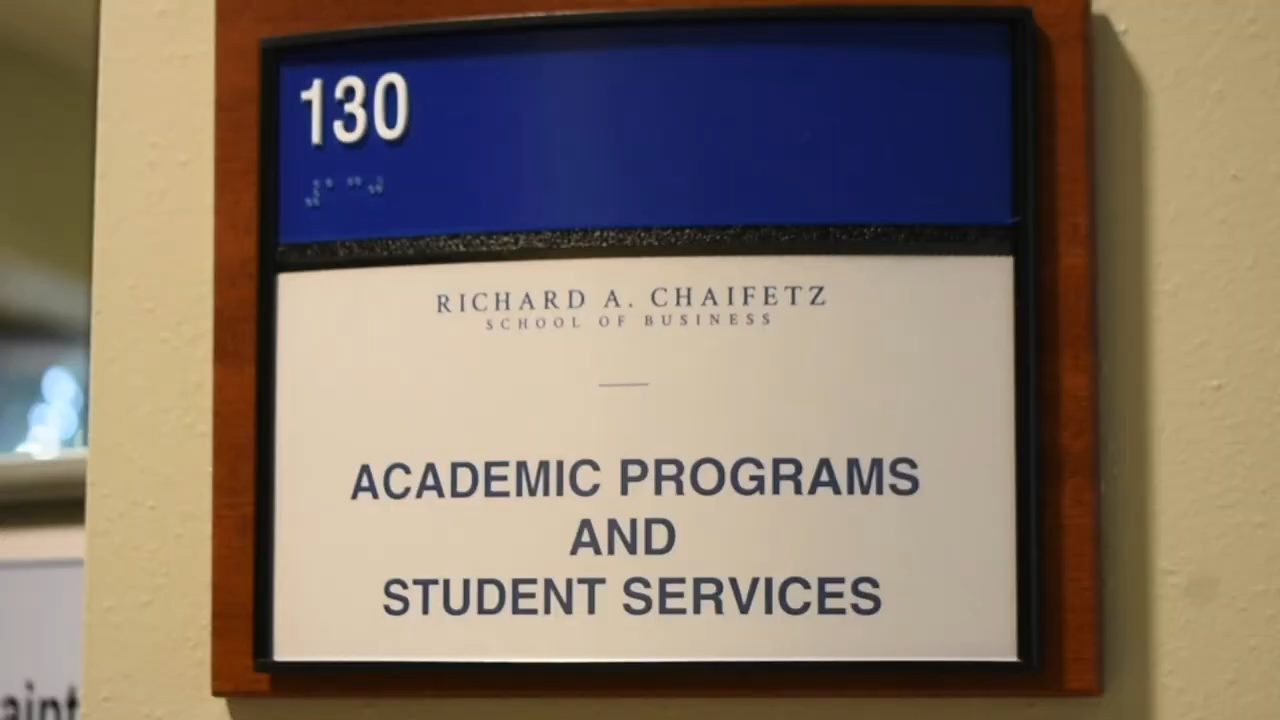 130
RICHARD A. CHAIFETZ
SCHOOL OF BUSINESS
ACADEMIC PROGRAMS
AND
STUDENT SERVICES